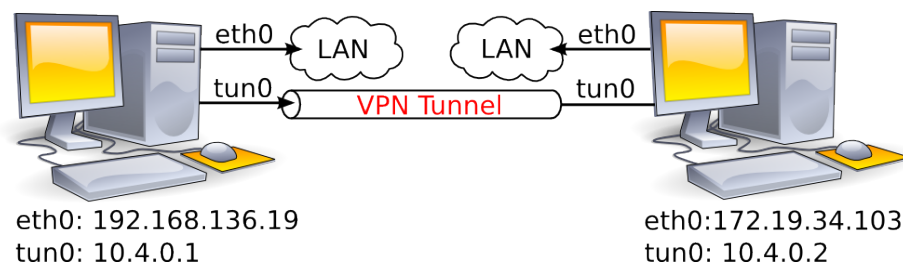 eth0 LAN LAN eth0
tun0 VPN Tunnel tun0
eth0: 192.168.136.19
tun0: 10.4.0.1
eth0:172.19.34.103
tun0: 10.4.0.2